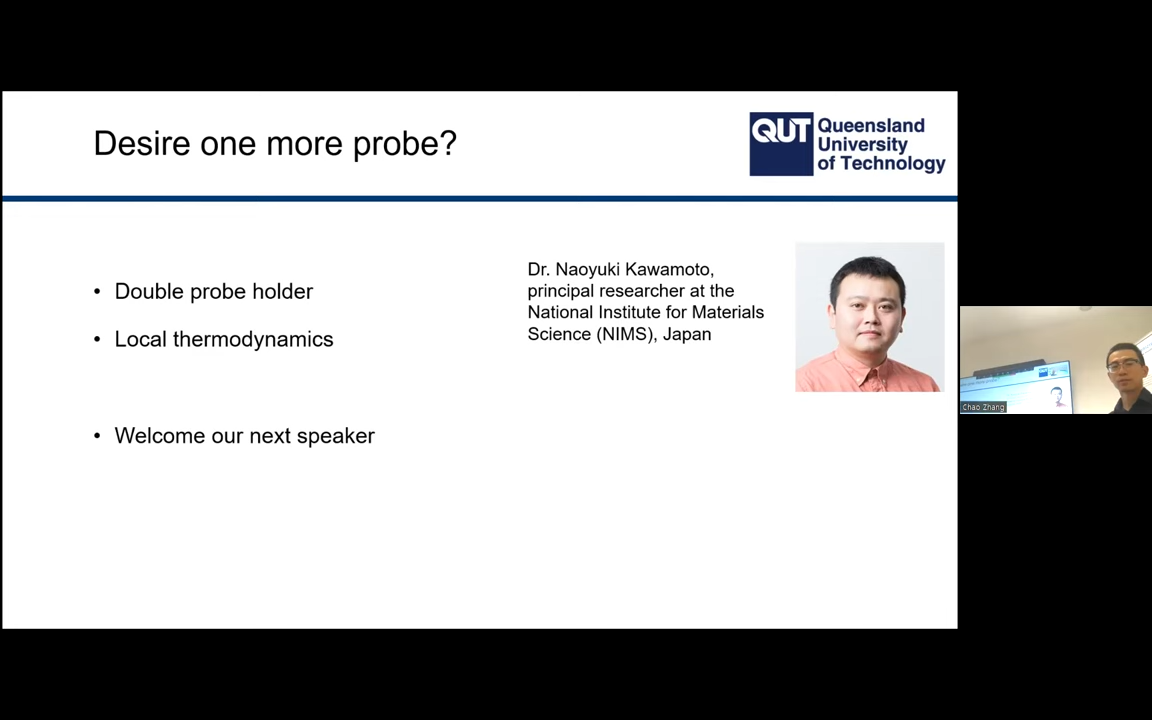 Desire one more probe?
QUT
Queensland
University
of Technology
• Double probe holder
• Local thermodynamics
• Welcome our next speaker
Dr. Naoyuki Kawamoto,
principal researcher at the
National Institute for Materials
Science (NIMS), Japan
Chao Zhang